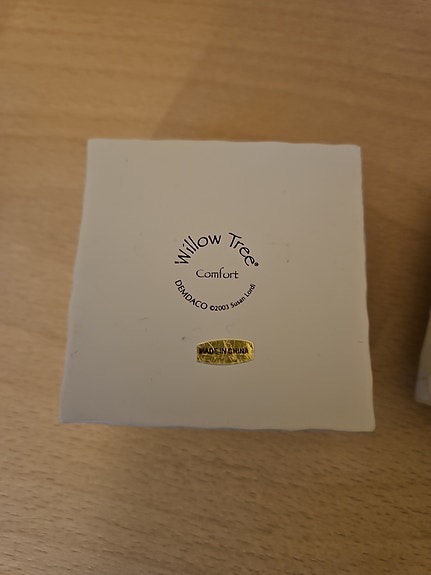 Willow Tree®
Comfort
DEMDACO ©2003 Susan Lordi
MADE IN CHINA